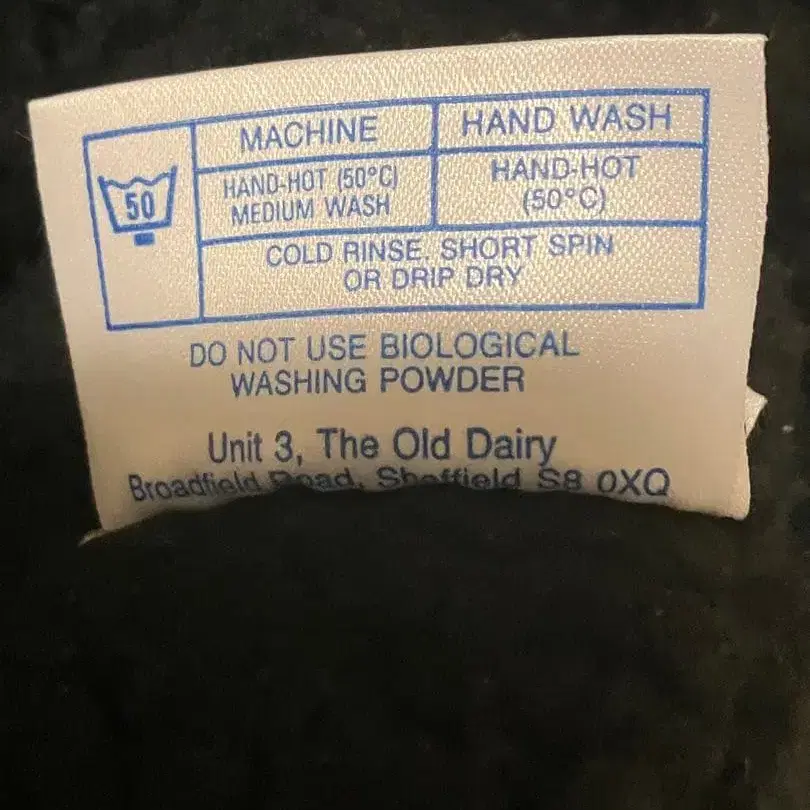 50
MACHINE
HAND WASH
HAND-HOT (50°C)
MEDIUM WASH
HAND-HOT
(50°C)
COLD RINSE. SHORT SPIN
OR DRIP DRY
DO NOT USE BIOLOGICAL
WASHING POWDER
Unit 3, The Old Dairy
Broadfield Road, Sheffield S8 0XQ